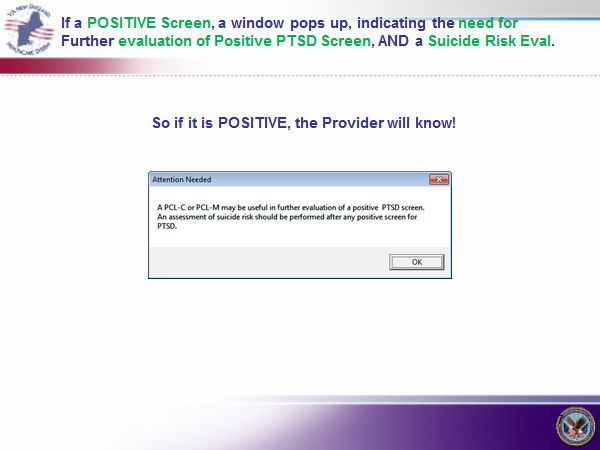 If a POSITIVE Screen, a window pops up, indicating the need for
Further evaluation of Positive PTSD Screen, AND a Suicide Risk Eval.
So if it is POSITIVE, the Provider will know!
Attention Needed
A PCL-C or PCL-M may be useful in further evaluation of a positive PTSD screen.
An assessment of suicide risk should be performed after any positive screen for
PTSD.
OK